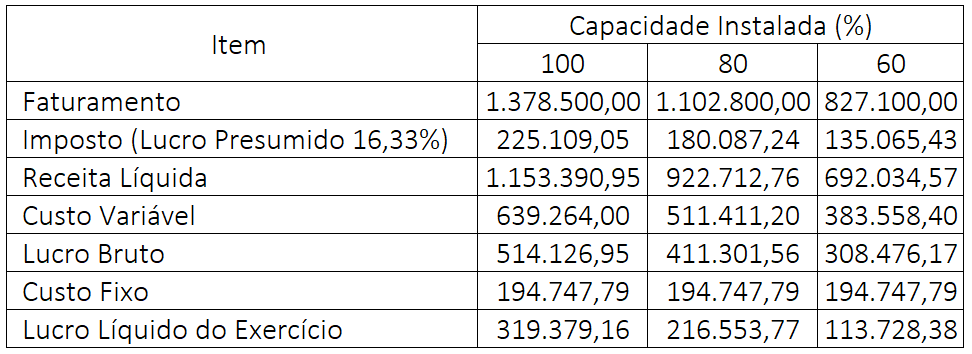 Item Capacidade Instalada (%)
100 80 60
Faturamento 1.378.500,00 1.102.800,00 827.100,00
Imposto (Lucro Presumido 16,33%) 225.109,05 180.087,24 135.065,43
Receita Líquida 1.153.390,95 922.712,76 692.034,57
Custo Variável 639.264,00 511.411,20 383.558,40
Lucro Bruto 514.126,95 411.301,56 308.476,17
Custo Fixo 194.747,79 194.747,79 194.747,79
Lucro Líquido do Exercício 319.379,16 216.553,77 113.728,38